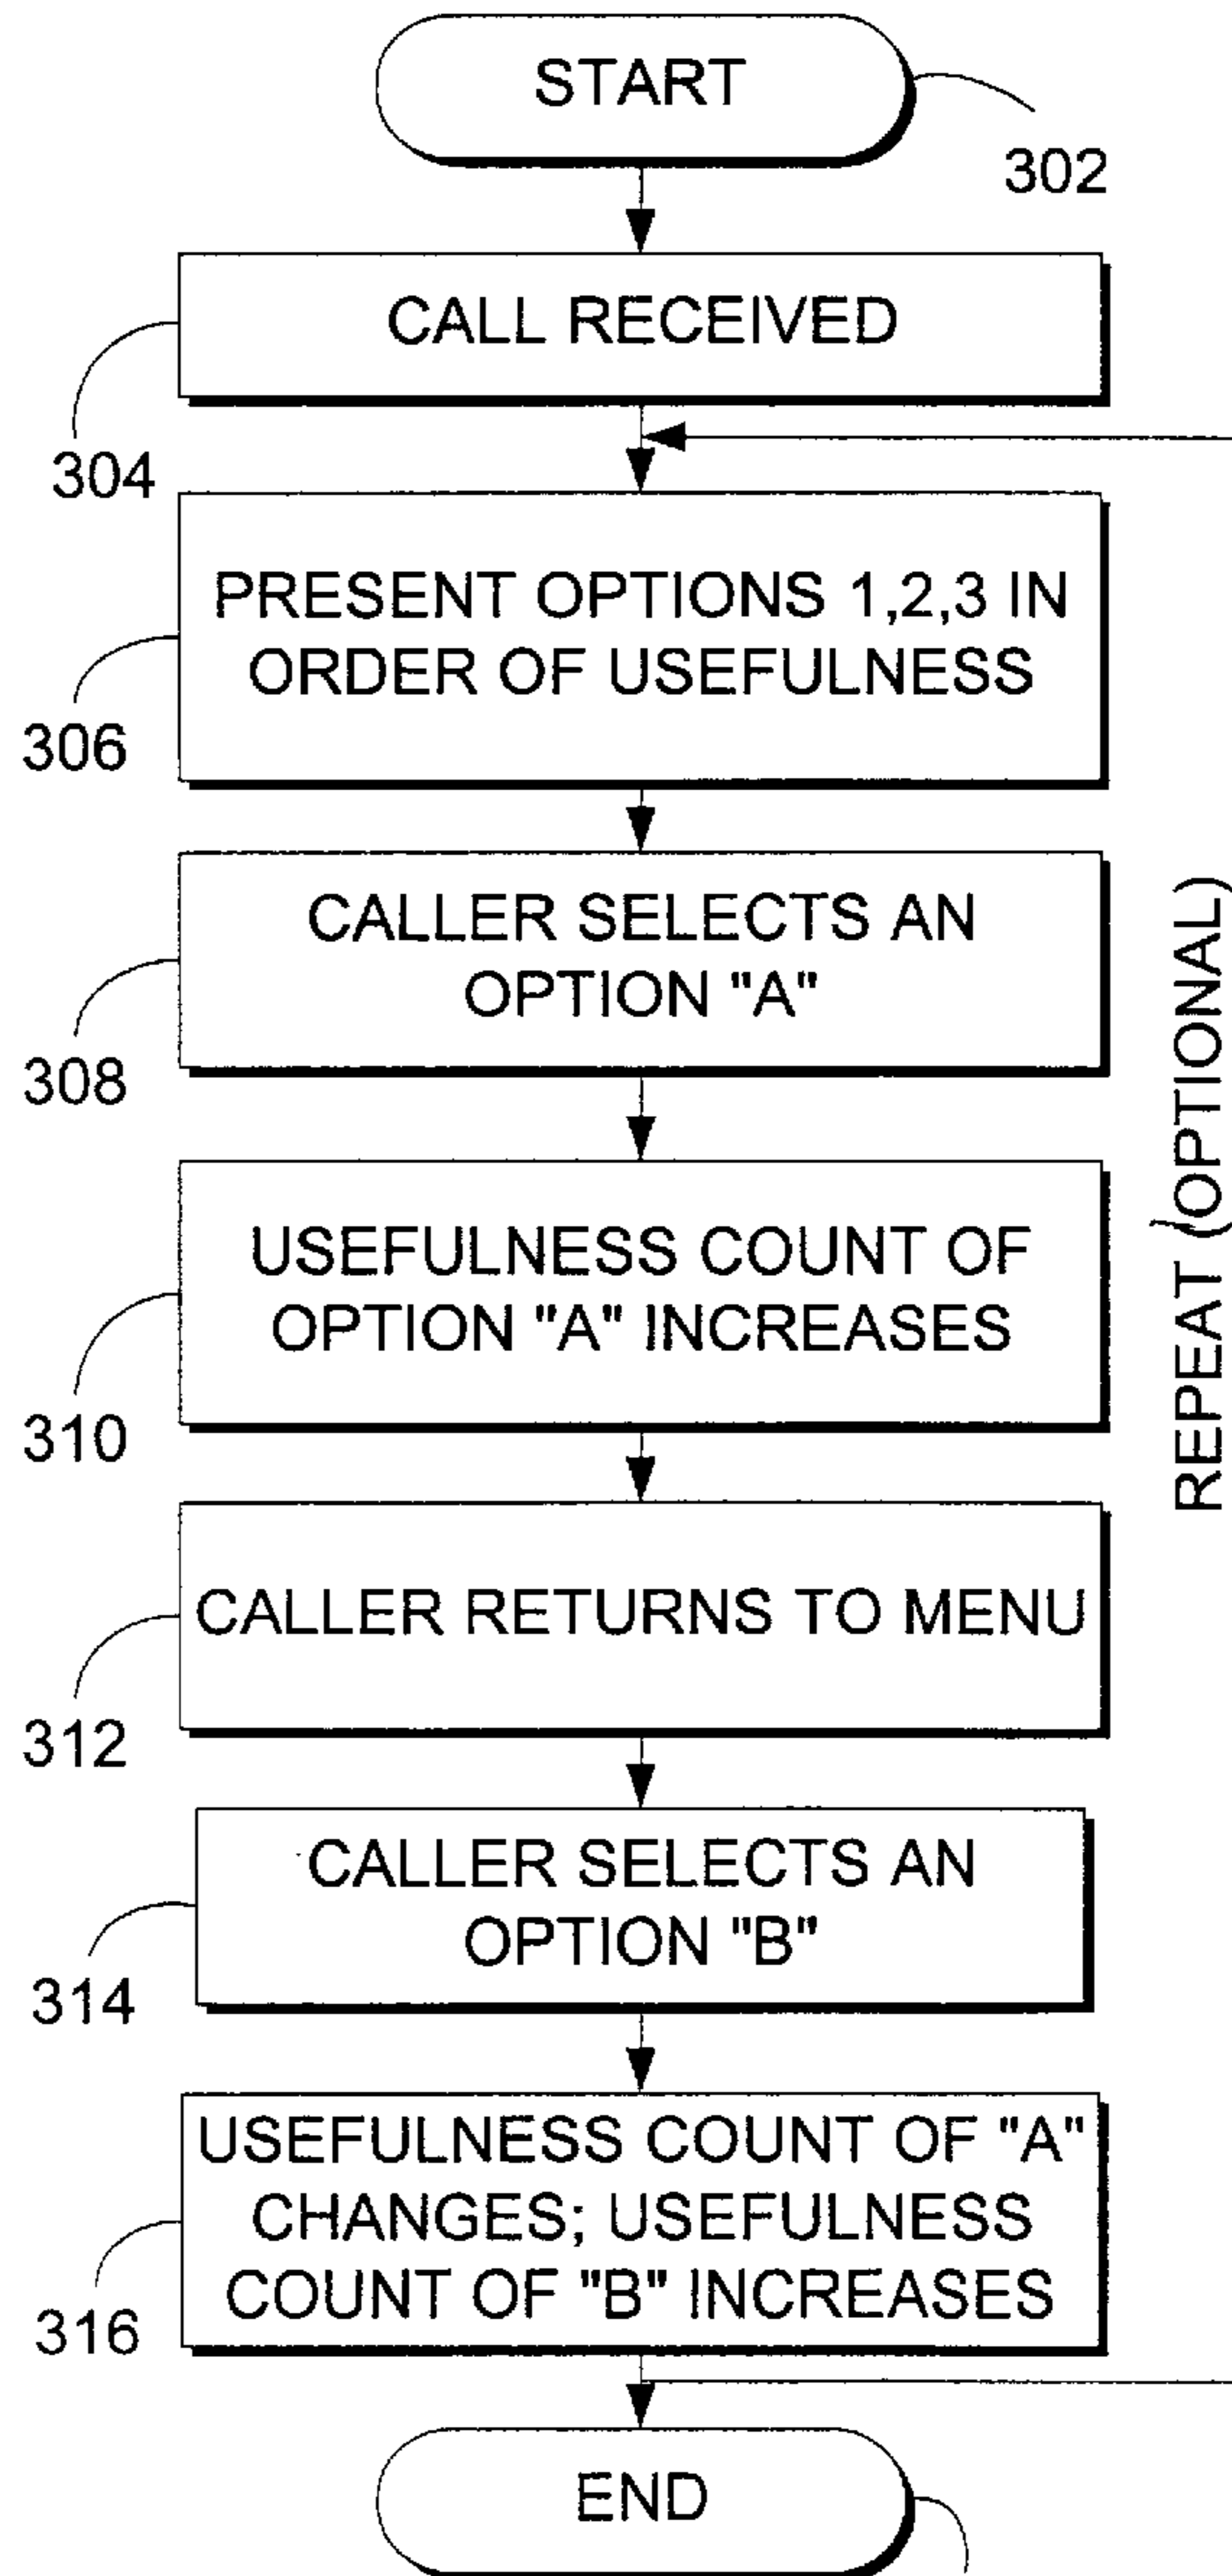 START
302
CALL RECEIVED
304
PRESENT OPTIONS 1,2,3 IN
ORDER OF USEFULNESS
306
CALLER SELECTS AN
OPTION "A"
308
USEFULNESS COUNT OF
OPTION "A" INCREASES
310
REPEAT (OPTIONAL)
CALLER RETURNS TO MENU
312
CALLER SELECTS AN
OPTION "B"
314
USEFULNESS COUNT OF "A"
CHANGES; USEFULNESS
COUNT OF "B" INCREASES
316
END